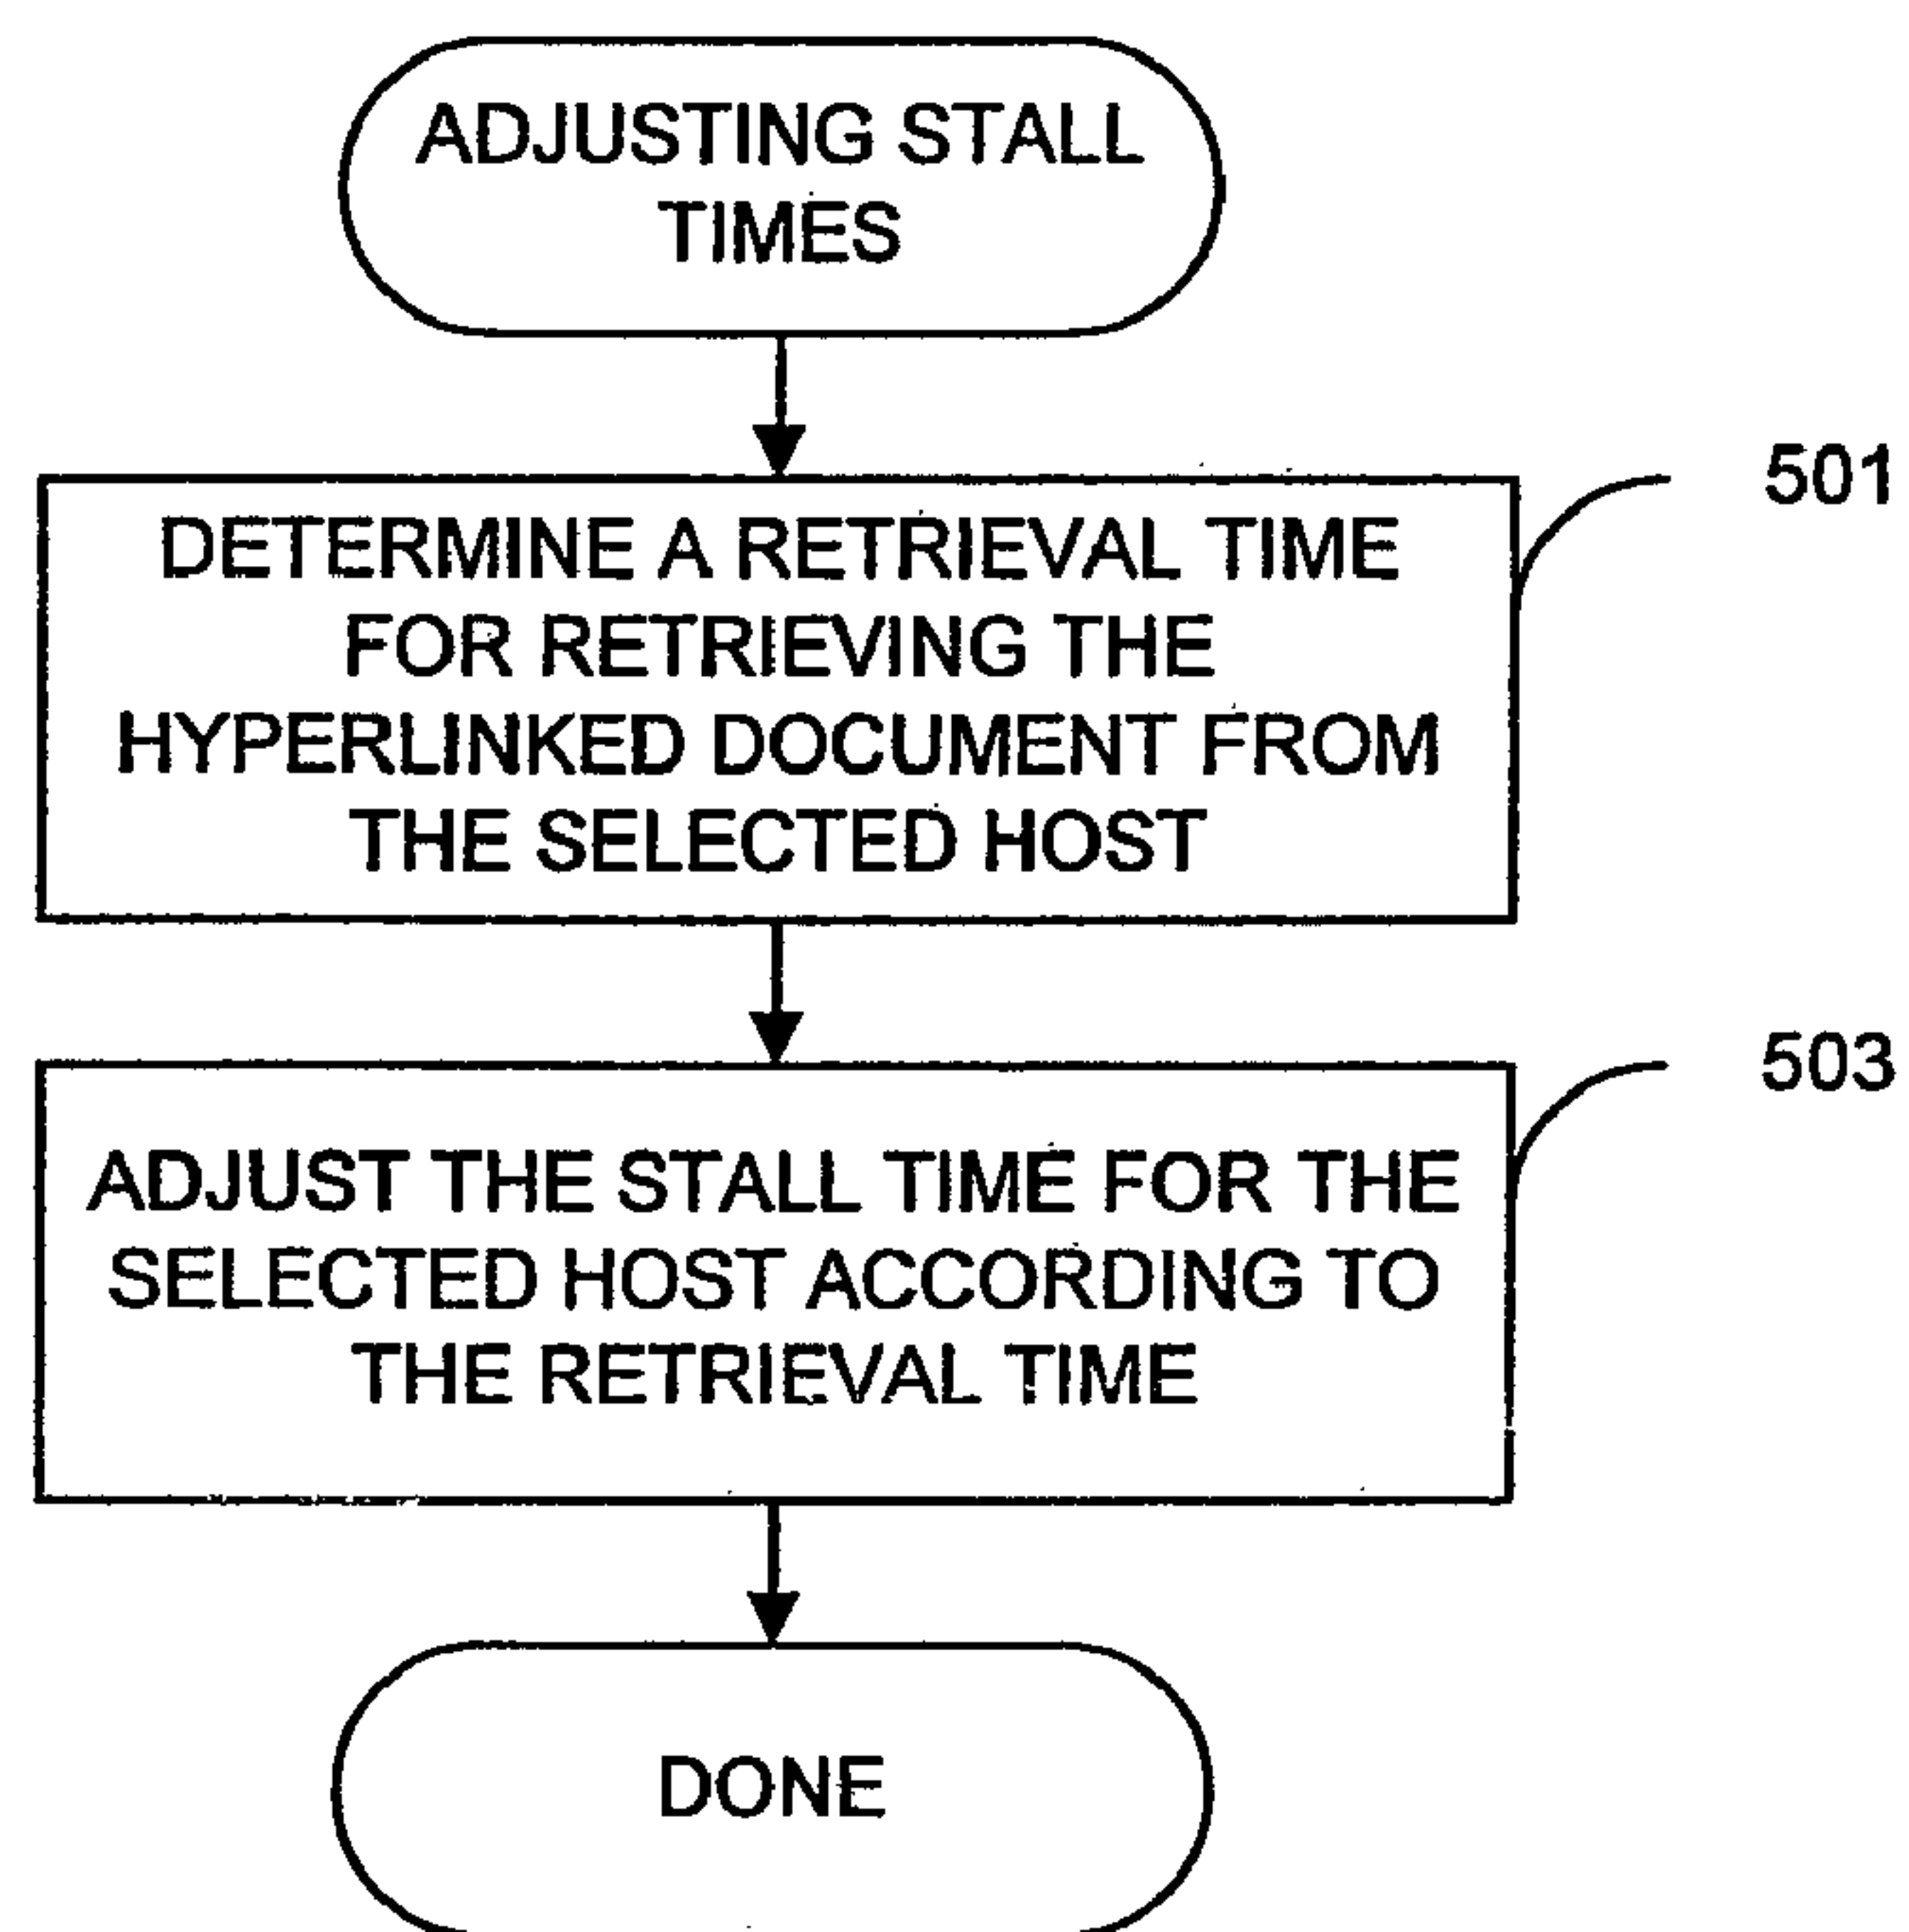 ADJUSTING STALL
TIMES
501
DETERMINE A RETRIEVAL TIME
FOR RETRIEVING THE
HYPERLINKED DOCUMENT FROM
THE SELECTED HOST
503
ADJUST THE STALL TIME FOR THE
SELECTED HOST ACCORDING TO
THE RETRIEVAL TIME
DONE